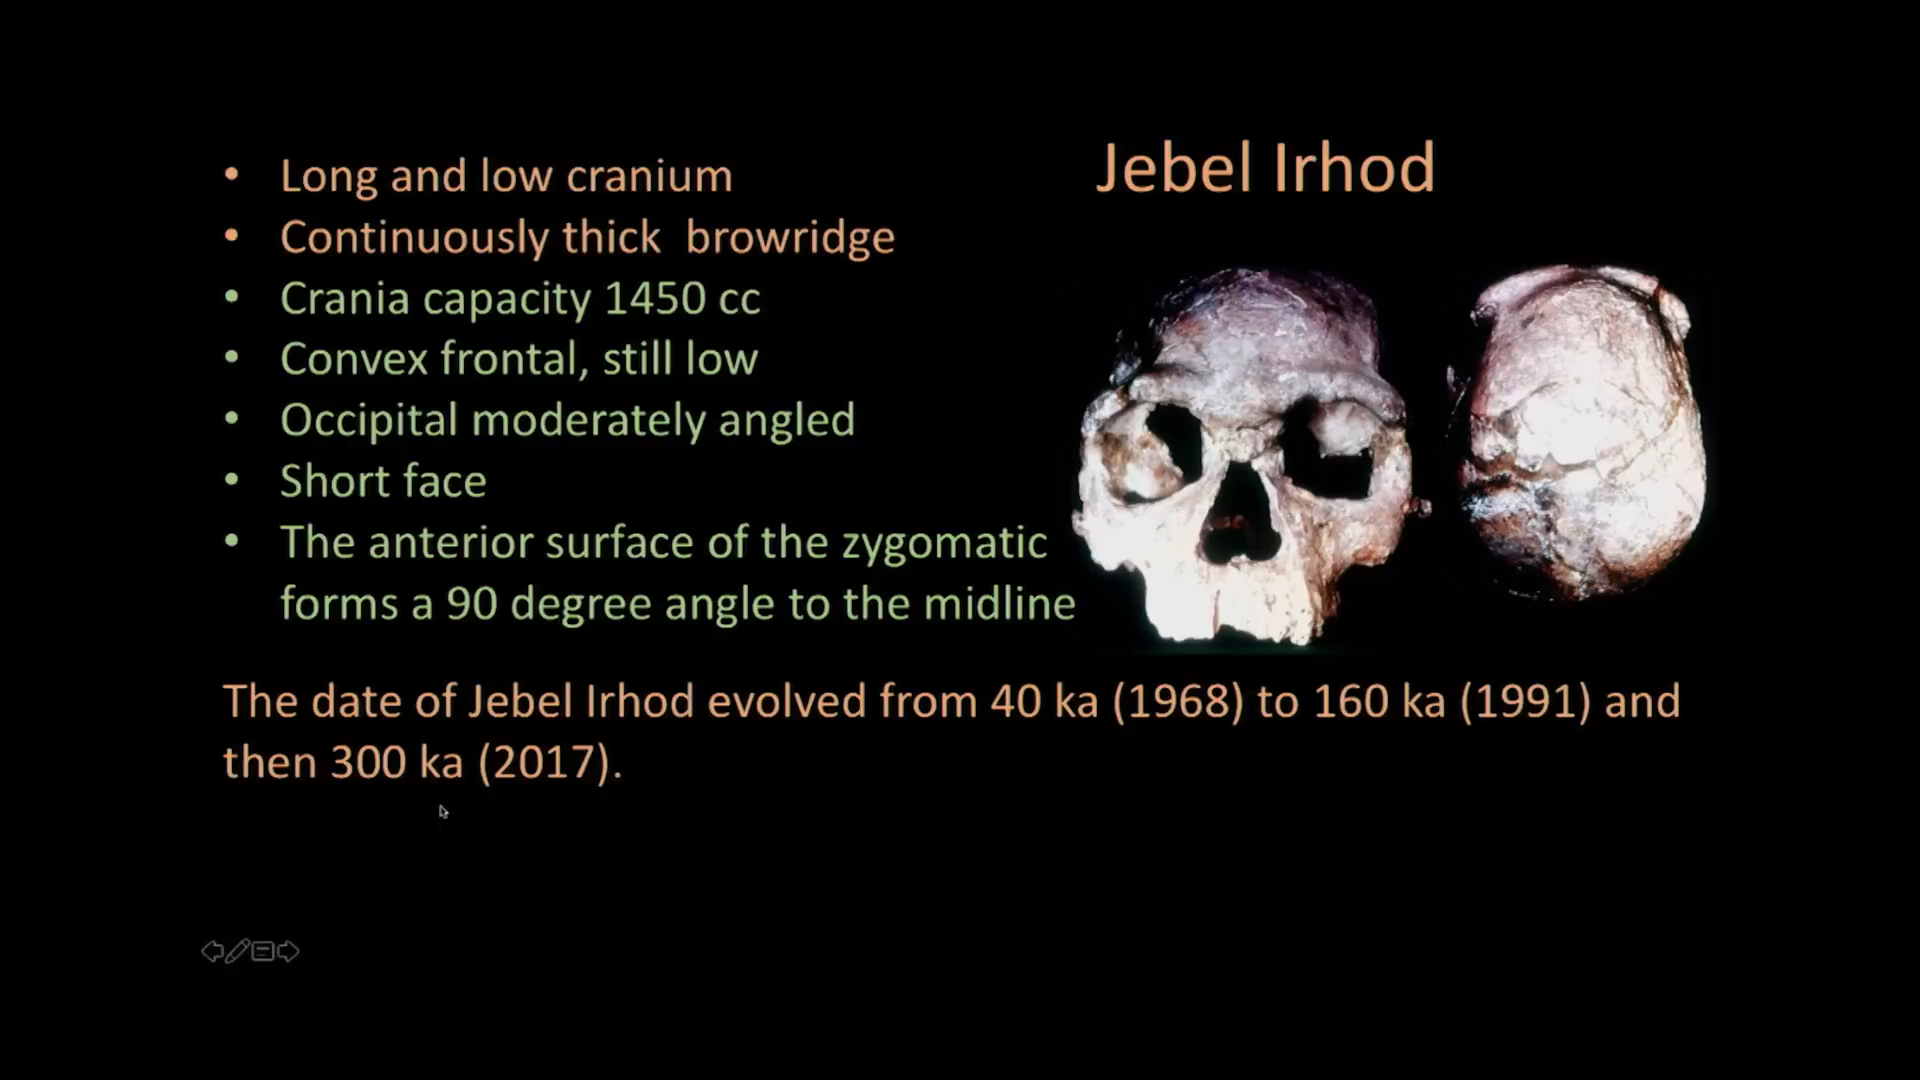 Jebel Irhod
• Long and low cranium
• Continuously thick  browridge
• Crania capacity 1450 cc
• Convex frontal, still low
• Occipital moderately angled
• Short face
• The anterior surface of the zygomatic
forms a 90 degree angle to the midline
The date of Jebel Irhod evolved from 40 ka (1968) to 160 ka (1991) and
then 300 ka (2017).